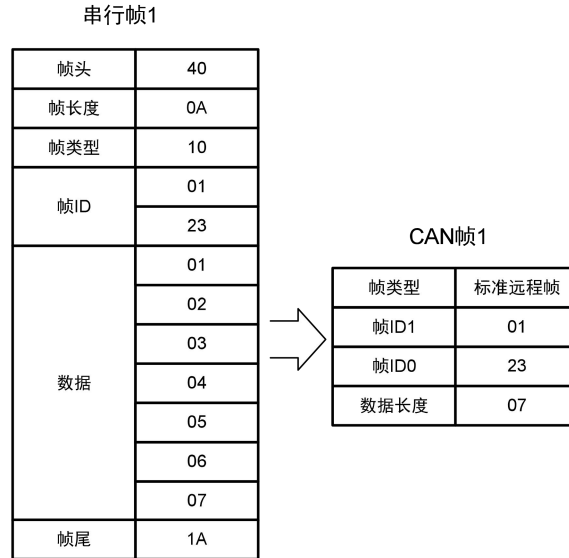 串行帧1
帧头 40
帧长度 0A
帧类型 10
帧ID 01
23
数据 01
02
03
04
05
06
07
帧尾 1A
CAN帧1
帧类型 标准远程帧
帧ID1 01
帧ID0 23
数据长度 07